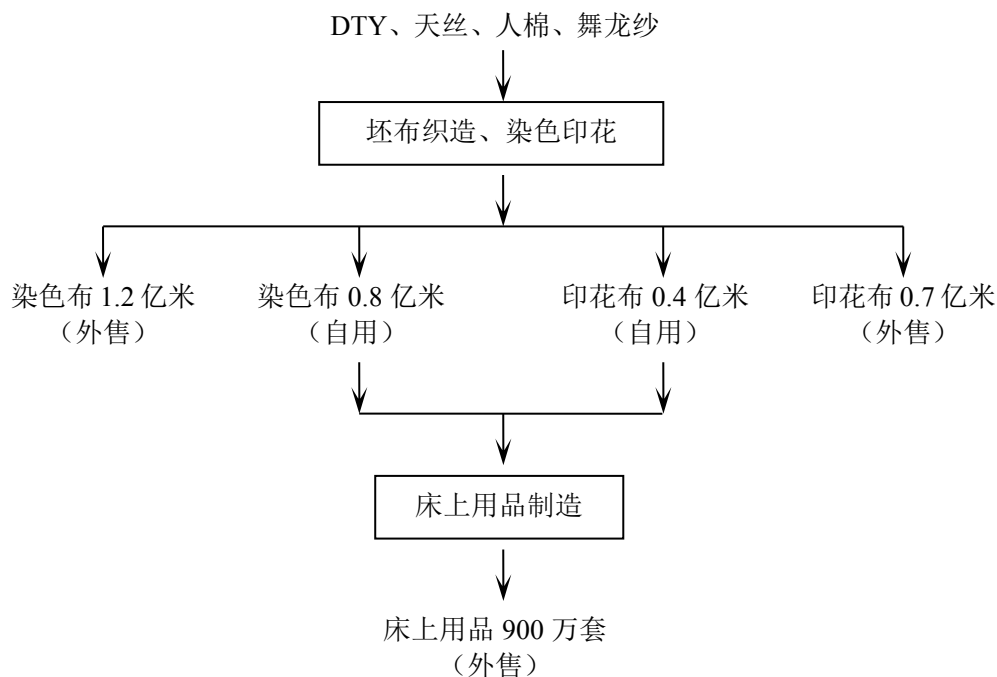 DTY、天丝、人棉、舞龙纱
坯布织造、染色印花
染色布 1.2 亿米
（外售）
染色布 0.8 亿米
（自用）
印花布 0.4 亿米
（自用）
印花布 0.7 亿米
（外售）
床上用品制造
床上用品 900 万套
（外售）